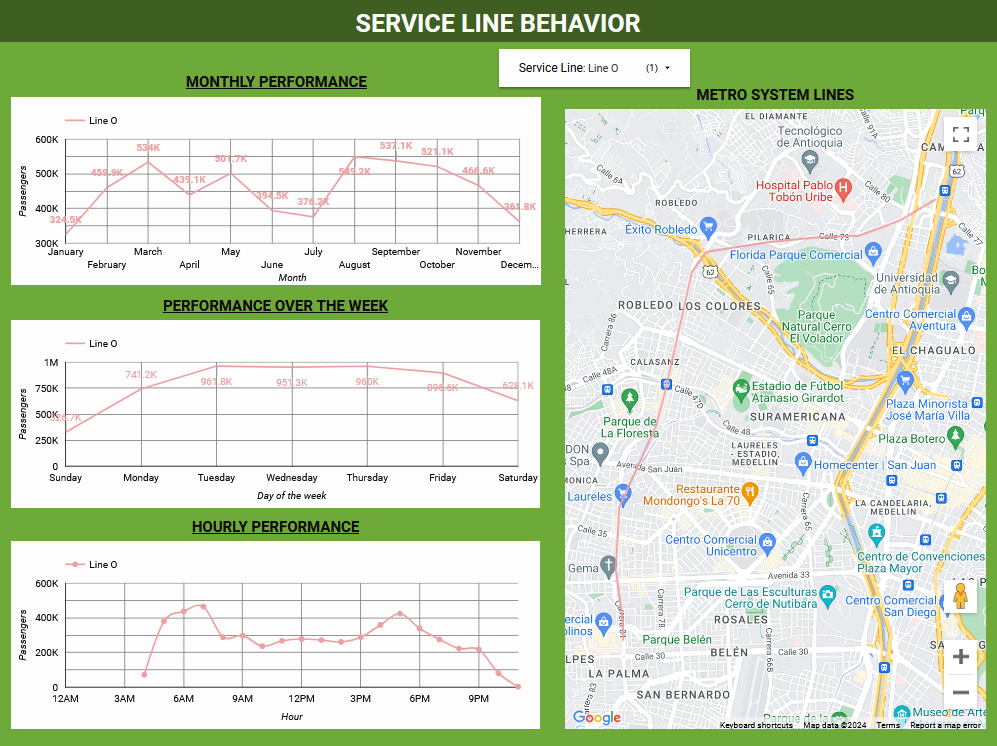 SERVICE LINE BEHAVIOR
Service Line: Line O (1)
MONTHLY PERFORMANCE
Line O
600K
500K
400K
300K
Passengers
324.5K
459.9K
534K
439.1K
501.7K
394.5K
376.2K
549.2K
537.1K
521.1K
466.6K
361.8K
January
February
March
April
May
June
July
August
September
October
November
Decem...
Month
PERFORMANCE OVER THE WEEK
Line O
1M
750K
500K
250K
0
Passengers
741.2K
961.8K
951.3K
960K
896.6K
628.1K
Sunday
Monday
Tuesday
Wednesday
Thursday
Friday
Saturday
Day of the week
HOURLY PERFORMANCE
Line O
600K
400K
200K
0
Passengers
12AM
3AM
6AM
9AM
12PM
3PM
6PM
9PM
Hour
METRO SYSTEM LINES
EL DIAMANTE
Tecnológico
de Antioquia
Calle 91A
Calle 64
Hospital Pablo
Tobón Uribe
Calle 80
62
ROBLEDO
Éxito Robledo
PILARICA
Calle 73
Calle 77
Florida Parque Comercial
62
Calle 65
Universidad
de Antioquia
ROBLEDO
LOS COLORES
Parque
Natural Cerro
El Volador
Centro Comercial
Aventura
Carrera 86
EL CHAGUALO
CALASANZ
Calle 48A
Calle 47D
Estadio de Fútbol
Atanasio Girardot
Parque de
La Floresta
SURAMERICANA
Plaza Minorista
José María Villa
Calle 48
LAURELES
- ESTADIO,
MEDELLIN
Plaza Botero
Avenida San Juan
Homecenter | San Juan
Laureles
Restaurante
Mondongo's La 70
Carrera 65
LA CANDELARIA,
MEDELLIN
Calle 35
Centro Comercial
Unicentro
Centro de Convenciones
Plaza Mayor
Gema
Avenida 33
Parque de Las Esculturas
Cerro de Nutibara
Centro Comercial
San Diego
Carrera 78
Carrera 81
ROSALES
Parque Belén
Calle 30
BELÉN
Calle 30
Carrera 66B
LA PALMA
Carrera 83
SAN BERNARDO
Museo de Arte
Google
Keyboard shortcuts
Map data ©2024
Terms
Report a map error